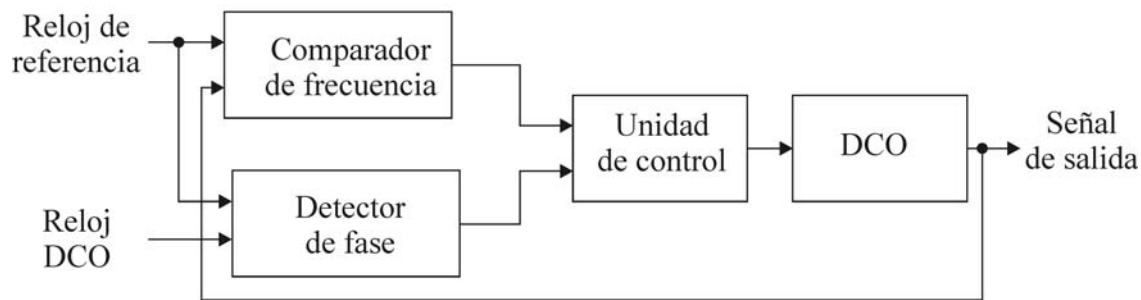 Reloj de
referencia
Comparador
de frecuencia
Unidad
de control
DCO
Señal
de salida
Detector
de fase
Reloj
DCO